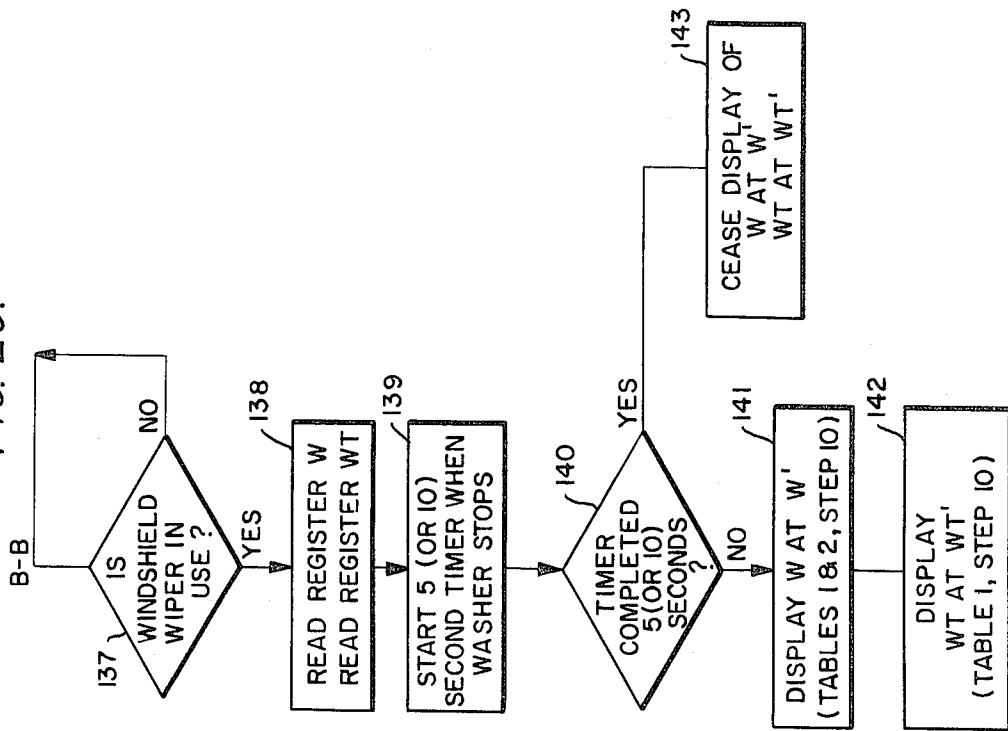 B-B
137
IS
WINDSHIELD
WIPER IN
USE ?
NO
YES
138
READ REGISTER W
READ REGISTER WT
139
START 5 (OR 10)
SECOND TIMER WHEN
WASHER STOPS
140
TIMER
COMPLETED
5(OR 10)
SECONDS
?
YES
NO
143
CEASE DISPLAY OF
W AT W'
WT AT WT'
141
DISPLAY W AT W'
(TABLES 1&2, STEP 10)
142
DISPLAY
WT AT WT'
(TABLE 1, STEP 10)